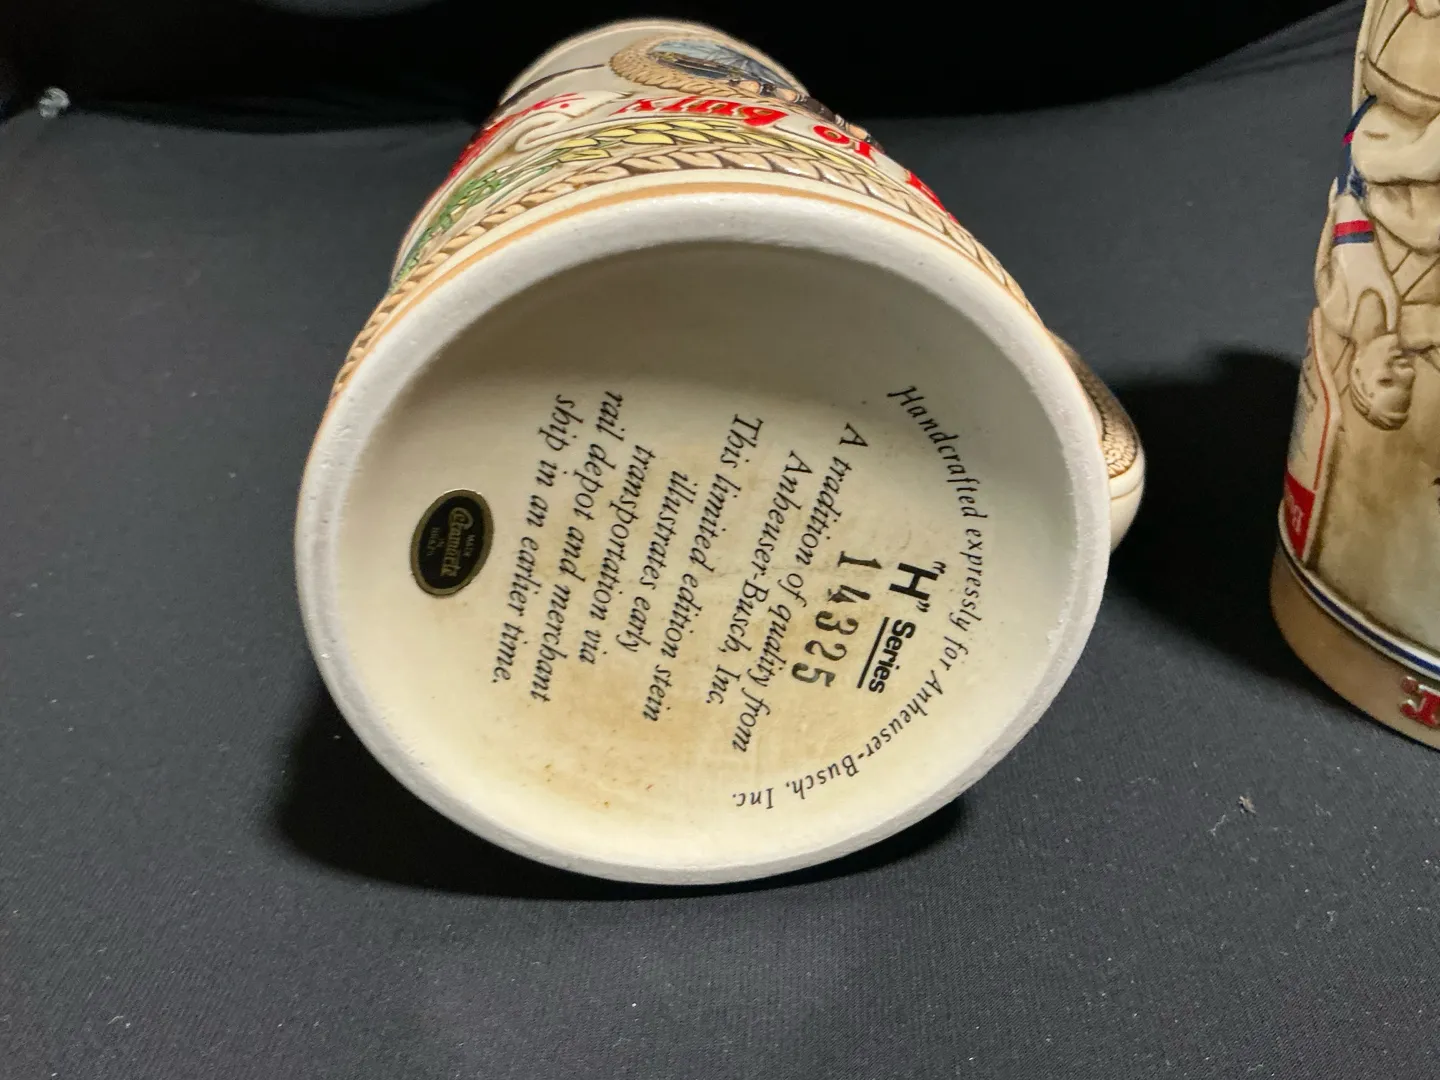 Handcrafted expressly for Anheuser-Busch, Inc.
"H" Series
14325
A tradition of quality from
Anheuser-Busch, Inc.
This limited edition stein
illustrates early
transportation via
rail depot and merchant
ship in an earlier time.
Ceramarte